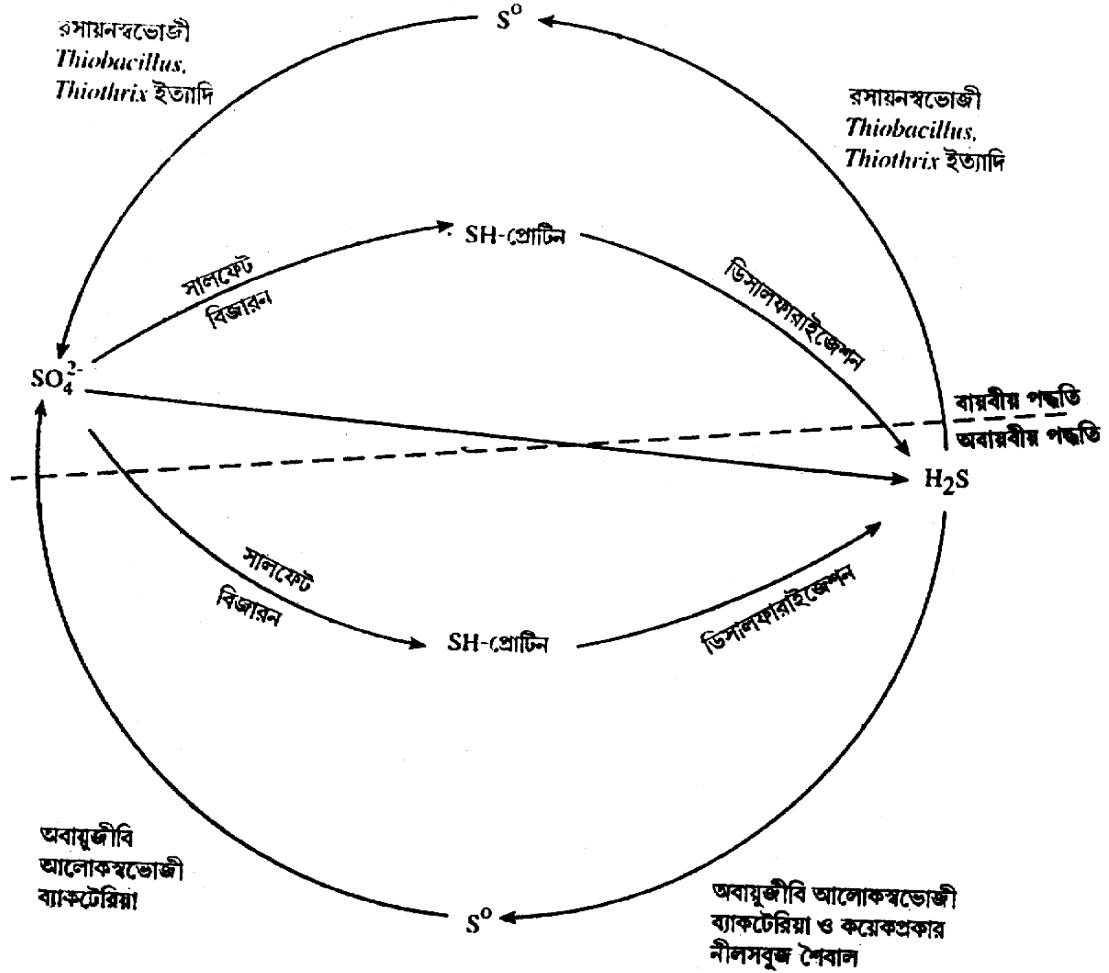 S⁰
রসায়নস্বভোজী
Thiobacillus,
Thiothrix ইত্যাদি
রসায়নস্বভোজী
Thiobacillus,
Thiothrix ইত্যাদি
SH-প্রোটিন
সালফেট
বিজারন
ডিসালফারাইজেশন
SO₄²⁻
বায়বীয় পদ্ধতি
অবায়বীয় পদ্ধতি
H₂S
সালফেট
বিজারন
SH-প্রোটিন
ডিসালফারাইজেশন
অবায়ুজীবি
আলোকস্বভোজী
ব্যাকটেরিয়া
S⁰
অবায়ুজীবি আলোকস্বভোজী
ব্যাকটেরিয়া ও কয়েকপ্রকার
নীলসবুজ শৈবাল